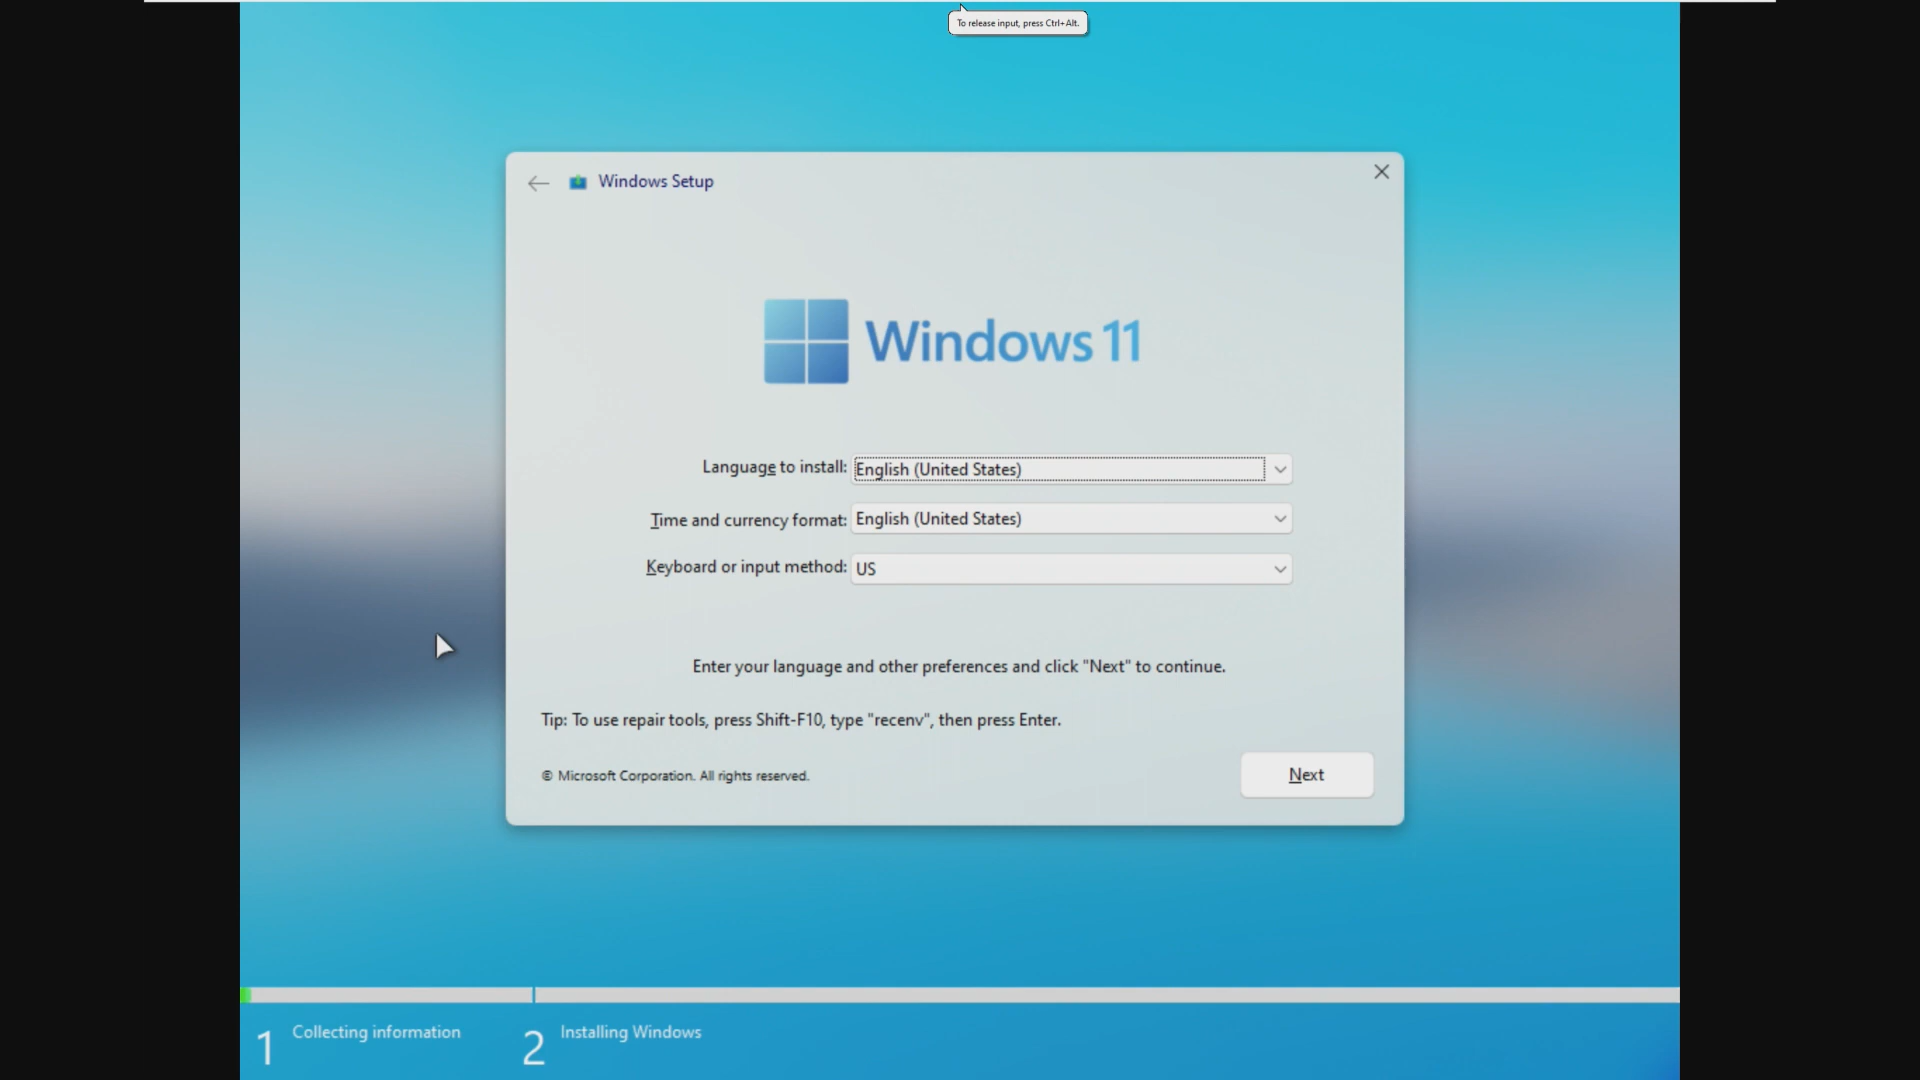 To release input, press Ctrl+Alt.
Windows Setup
Windows 11
Language to install: English (United States)
Time and currency format: English (United States)
Keyboard or input method: US
Enter your language and other preferences and click "Next" to continue.
Tip: To use repair tools, press Shift-F10, type "recenv", then press Enter.
© Microsoft Corporation. All rights reserved.
Next
1 Collecting information
2 Installing Windows